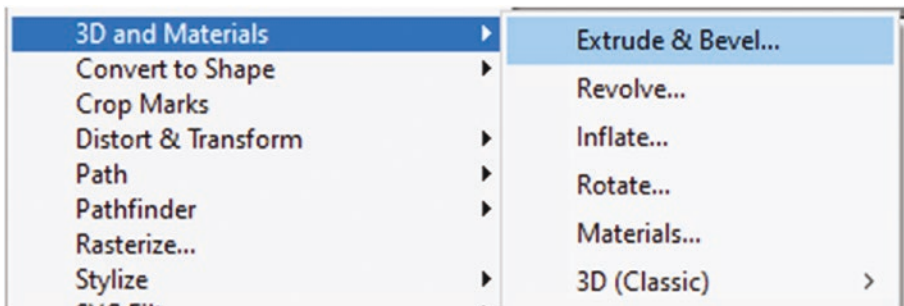 3D and Materials
Convert to Shape
Crop Marks
Distort & Transform
Path
Pathfinder
Rasterize...
Stylize
Extrude & Bevel...
Revolve...
Inflate...
Rotate...
Materials...
3D (Classic)